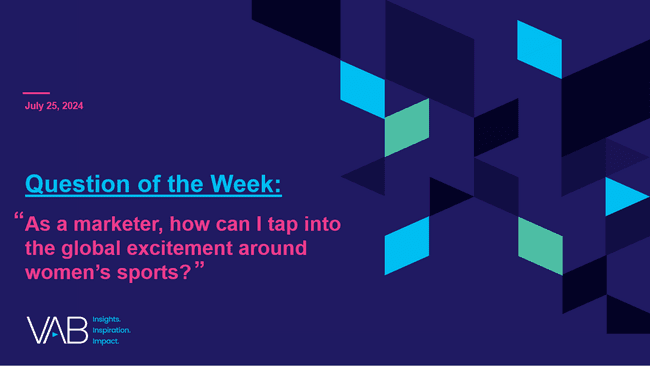 July 25, 2024
Question of the Week:
“As a marketer, how can I tap into
the global excitement around
women’s sports?”
VAB
Insights.
Inspiration.
Impact.